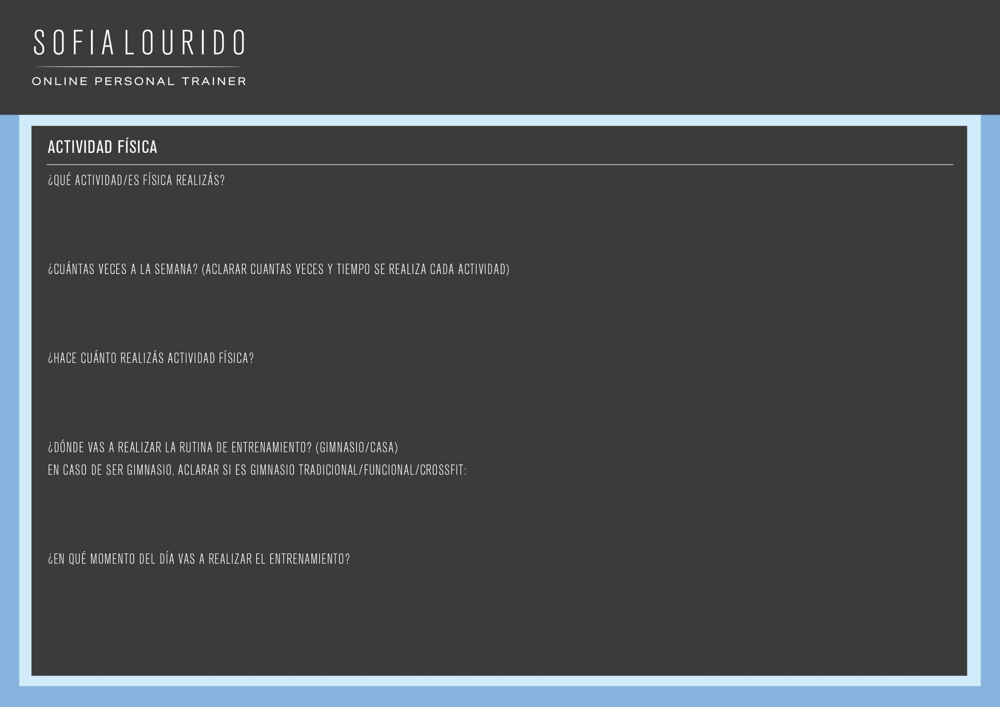 SOFIA LOURIDO
ONLINE PERSONAL TRAINER
ACTIVIDAD FÍSICA
¿QUÉ ACTIVIDAD/ES FÍSICA REALIZÁS?
¿CUÁNTAS VECES A LA SEMANA? (ACLARAR CUANTAS VECES Y TIEMPO SE REALIZA CADA ACTIVIDAD)
¿HACE CUÁNTO REALIZÁS ACTIVIDAD FÍSICA?
¿DÓNDE VAS A REALIZAR LA RUTINA DE ENTRENAMIENTO? (GIMNASIO/CASA)
EN CASO DE SER GIMNASIO, ACLARAR SI ES GIMNASIO TRADICIONAL/FUNCIONAL/CROSSFIT:
¿EN QUÉ MOMENTO DEL DÍA VAS A REALIZAR EL ENTRENAMIENTO?